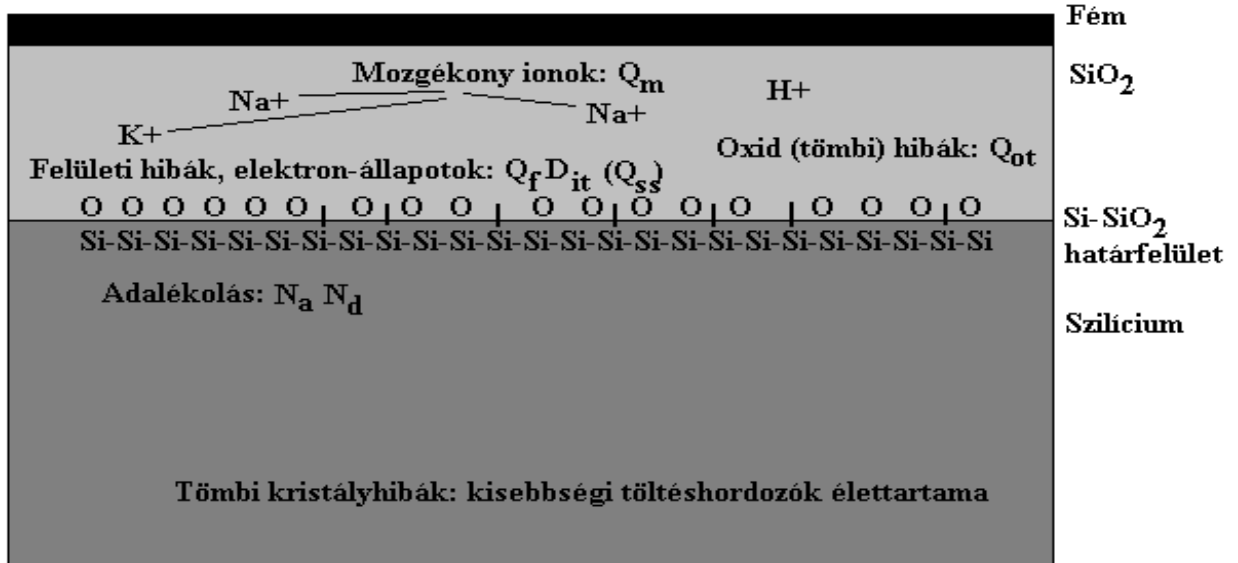 Fém
Mozgékony ionok: Qm
SiO2
Na+
H+
Na+
K+
Oxid (tömbi) hibák: Qot
Felületi hibák, elektron-állapotok: Qf Dit (Qss)
O O O O O O | O | O O | O O | O O | O | O O O | O
Si-SiO2
határfelület
Si-Si-Si-Si-Si-Si-Si-Si-Si-Si-Si-Si-Si-Si-Si-Si-Si-Si-Si-Si-Si-Si-Si-Si-Si
Adalékolás: Na Nd
Szilícium
Tömbi kristályhibák: kisebbségi töltéshordozók élettartama